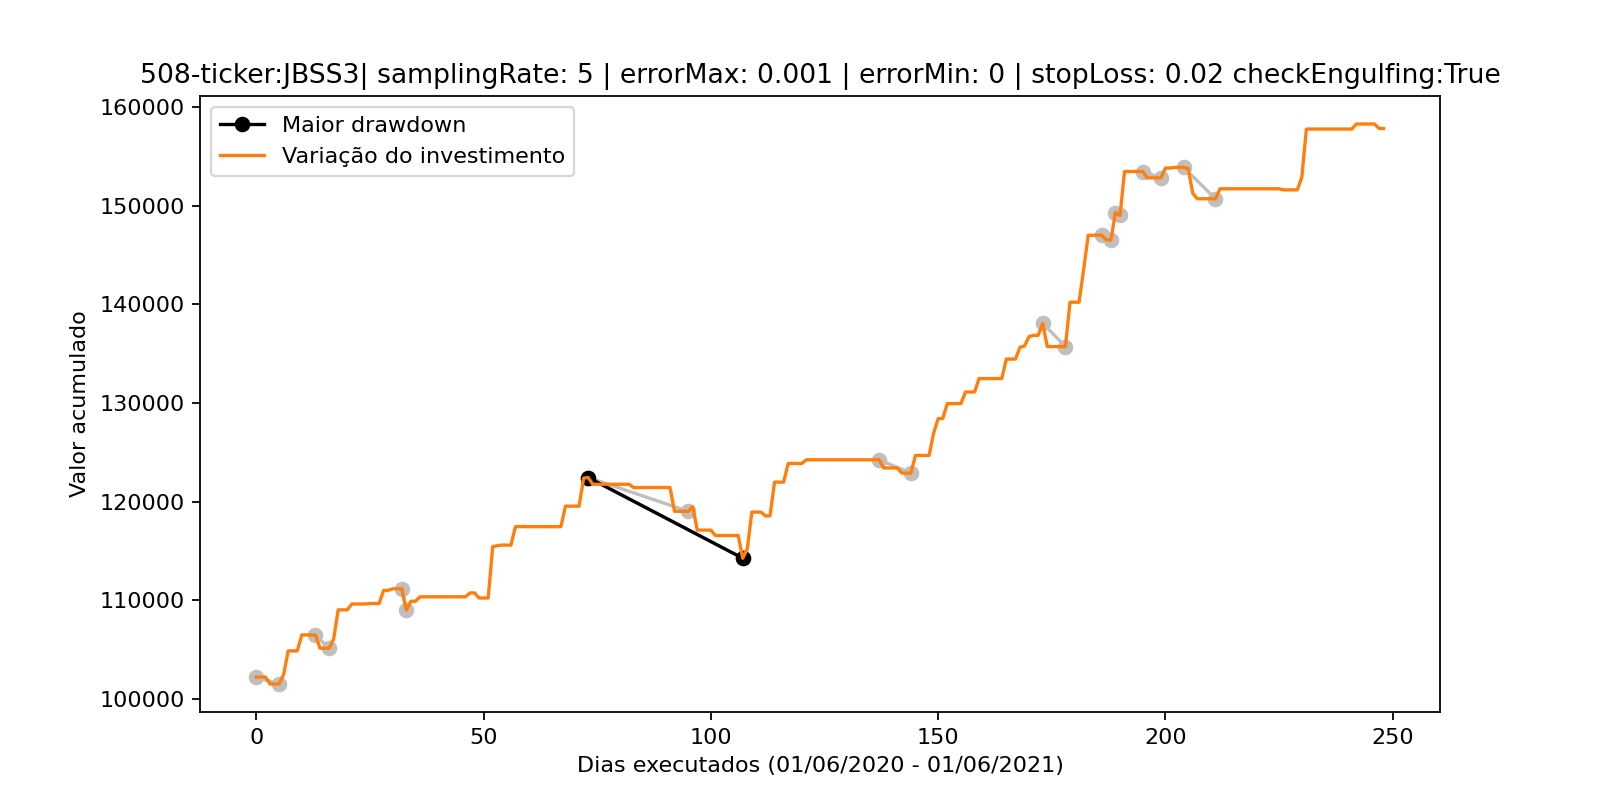 508-ticker:JBSS3| samplingRate: 5 | errorMax: 0.001 | errorMin: 0 | stopLoss: 0.02 checkEngulfing:True
Maior drawdown
Variação do investimento
Valor acumulado
160000
150000
140000
130000
120000
110000
100000
0 50 100 150 200 250
Dias executados (01/06/2020 - 01/06/2021)